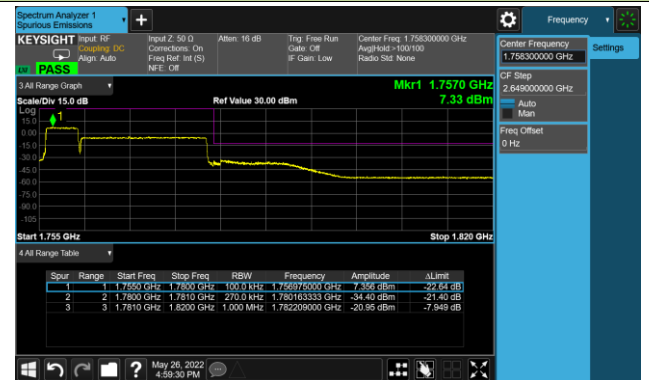 Spectrum Analyzer 1
Spurious Emissions
Frequency
KEYSIGHT
Input: RF
Coupling: DC
Align: Auto
Input Z: 50 Ω
Corrections: On
Freq Ref: Int (S)
NFE: Off
Atten: 16 dB
Trig: Free Run
Gate: Off
IF Gain: Low
Center Freq: 1.758300000 GHz
Avg|Hold:>100/100
Radio Std: None
PASS
Center Frequency
1.758300000 GHz
Settings
CF Step
2.649000000 GHz
Auto
Man
Freq Offset
0 Hz
3 All Range Graph
Mkr1 1.7570 GHz
Scale/Div 15.0 dB
Ref Value 30.00 dBm
7.33 dBm
Log
1
15.0
0.00
-15.0
-30.0
-45.0
-60.0
-75.0
-90.0
-105
Start 1.755 GHz
Stop 1.820 GHz
4 All Range Table
Spur Range Start Freq Stop Freq RBW Frequency Amplitude ΔLimit
1 1 1.7550 GHz 1.7800 GHz 100.0 kHz 1.756975000 GHz 7.356 dBm -22.64 dB
2 2 1.7800 GHz 1.7810 GHz 270.0 kHz 1.780163333 GHz -34.40 dBm -21.40 dB
3 3 1.7810 GHz 1.8200 GHz 1.000 MHz 1.782209000 GHz -20.95 dBm -7.949 dB
May 26, 2022
4:59:30 PM